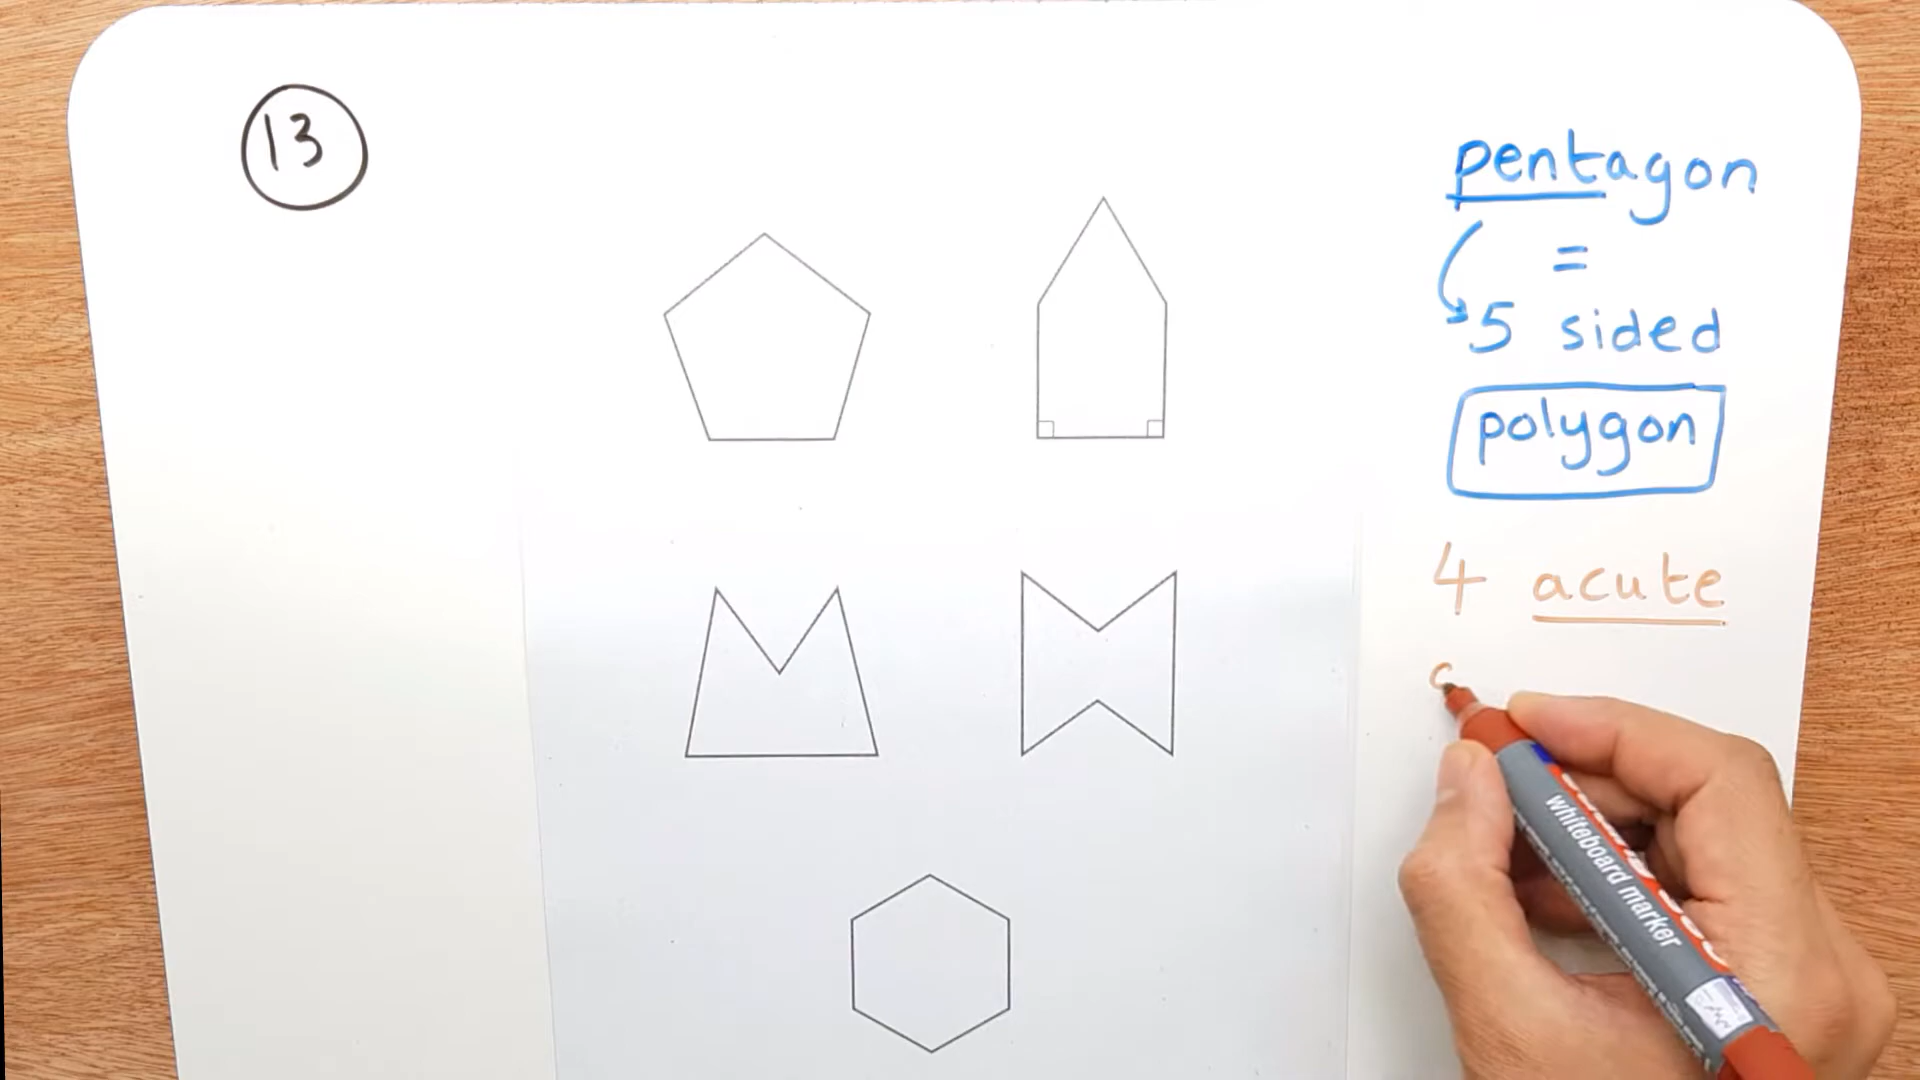 13
pentagon
=
5 sided
polygon
4 acute
whiteboard marker